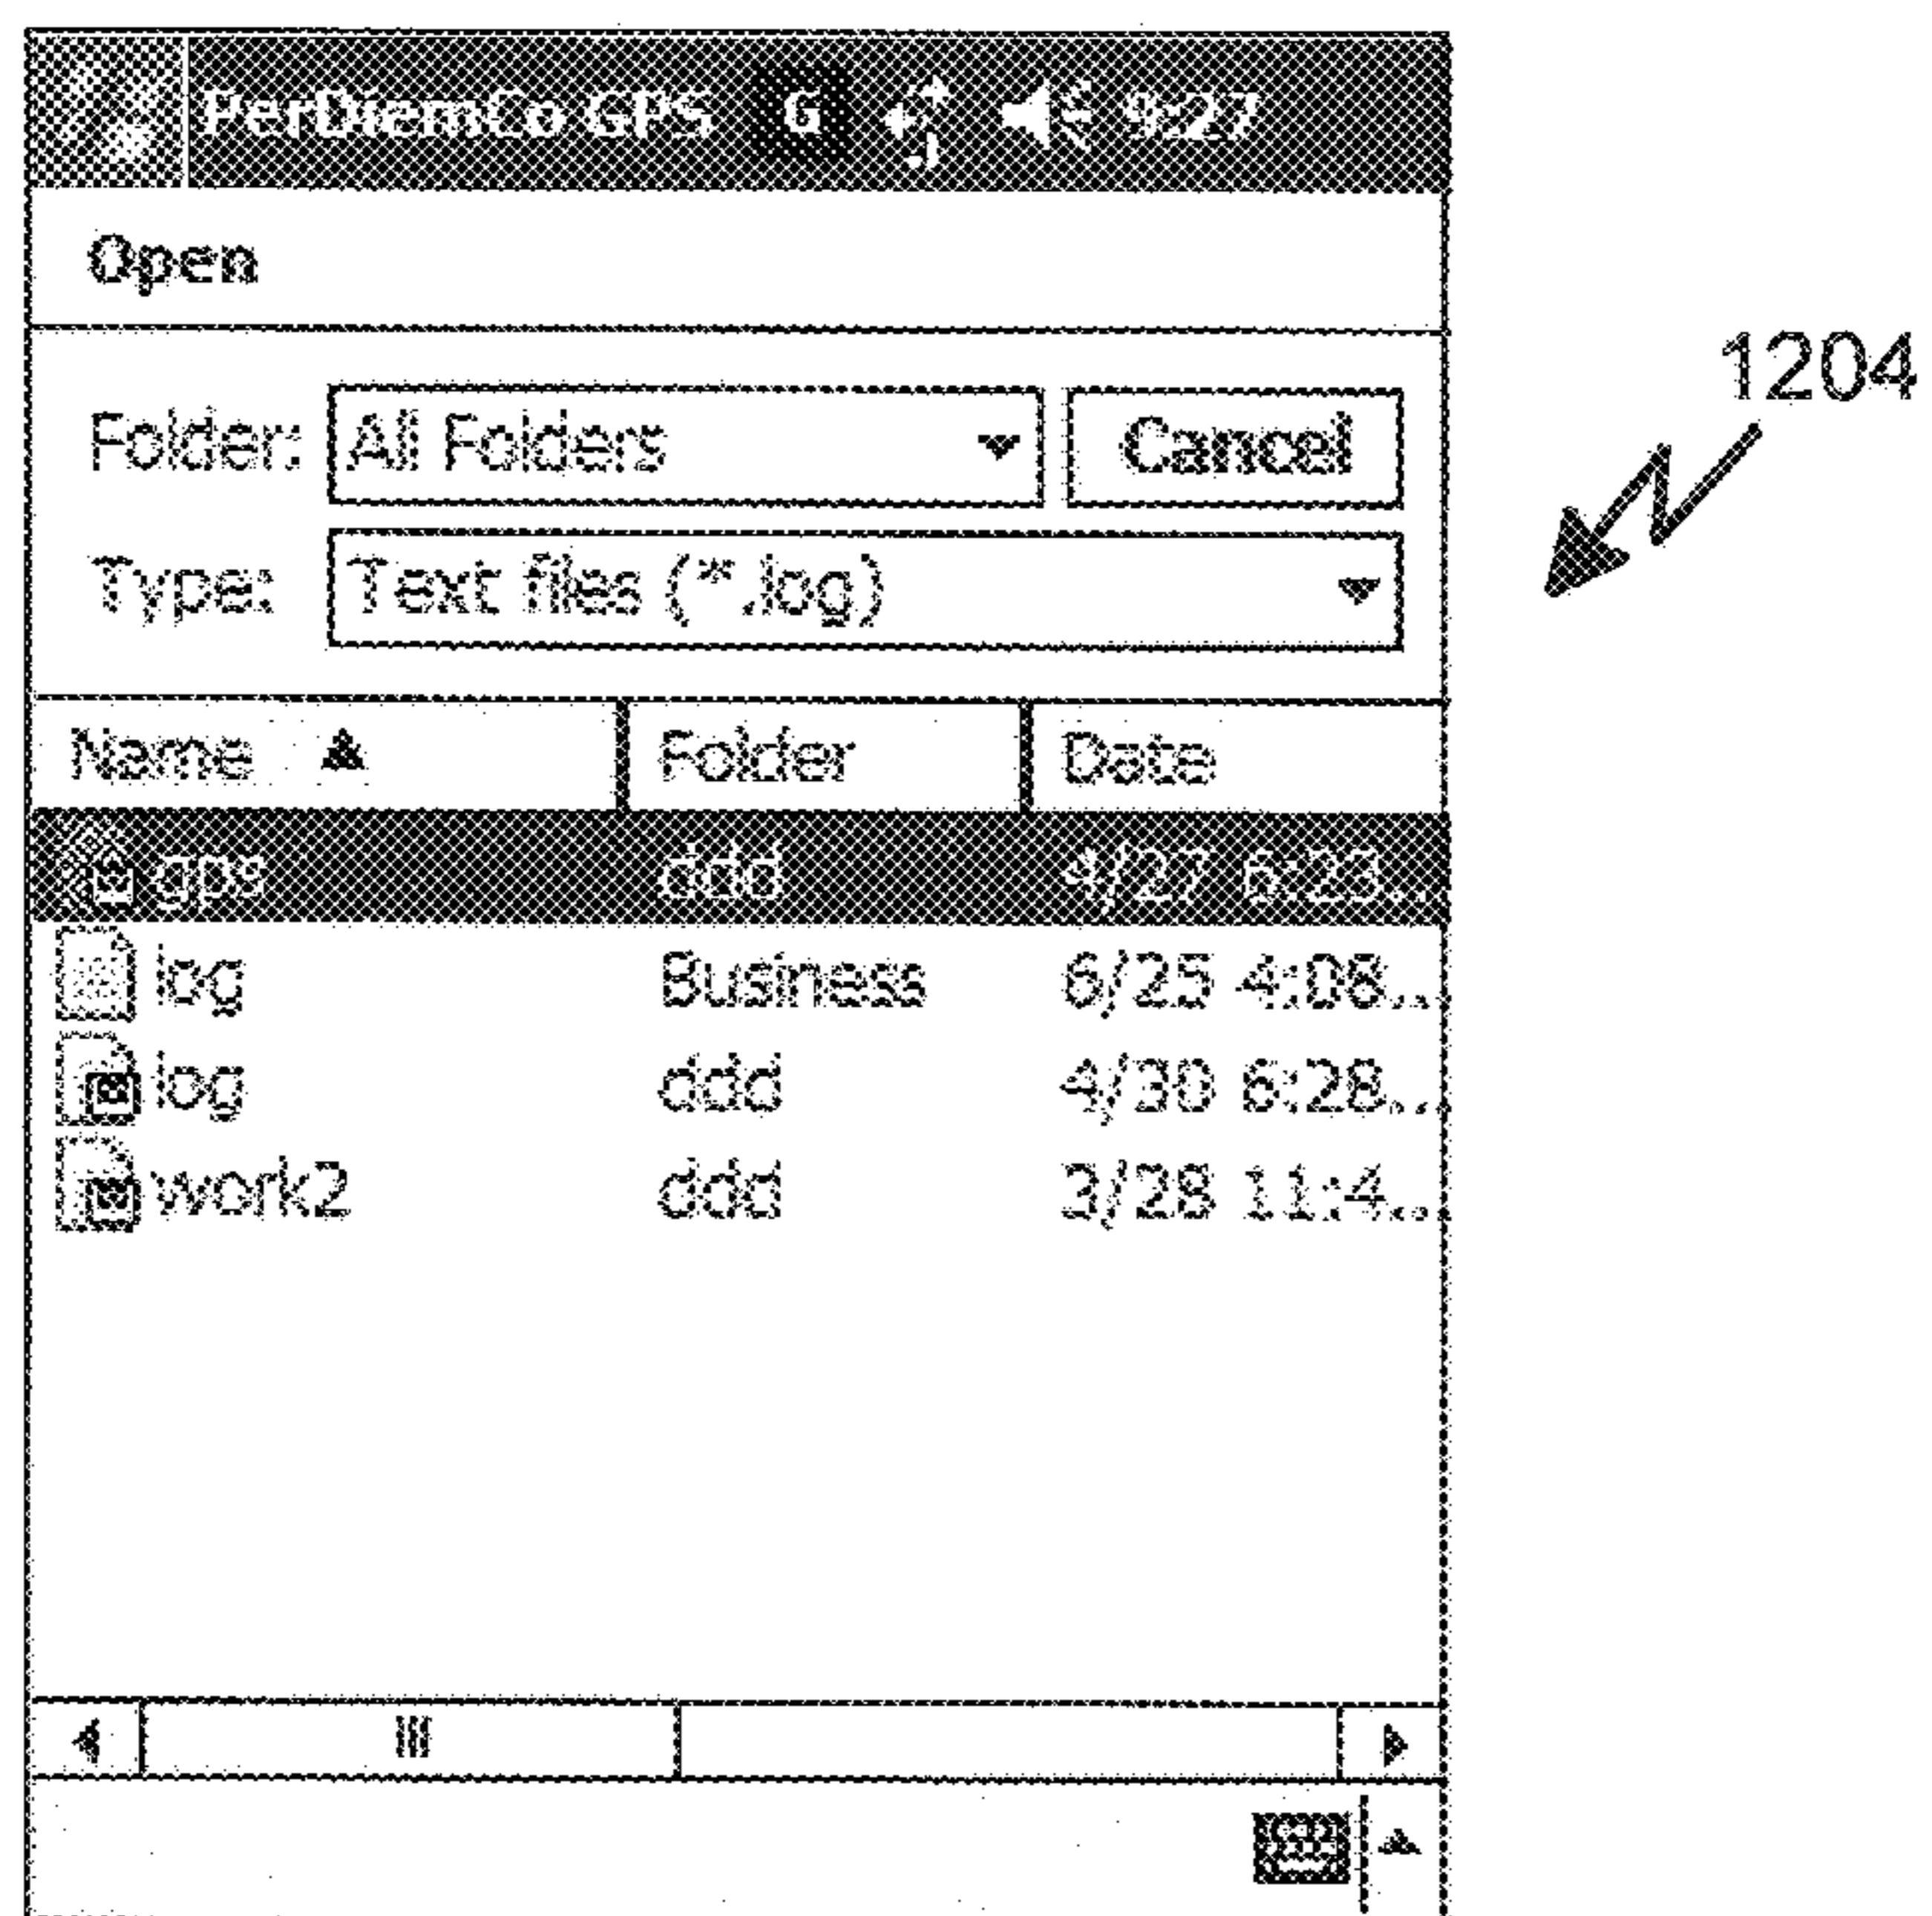 PerDiemCo GPS G 9:27
Open
1204
Folder: All Folders Cancel
Type: Text files (*.log)
Name Folder Date
gps ddd 4/27 6:23...
log Business 6/25 4:08...
log ddd 4/30 6:28...
work2 ddd 3/28 11:4...